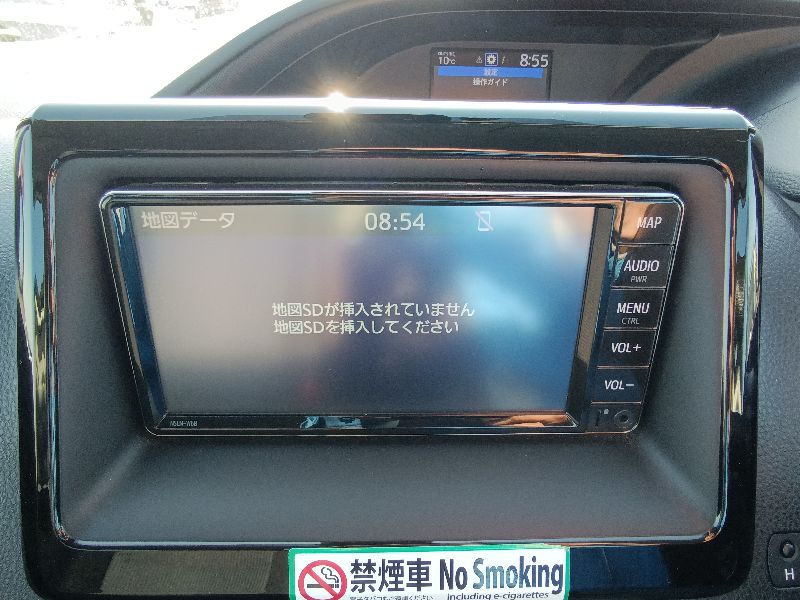 10℃
8:55
設定
操作ガイド
地図データ 08:54
MAP
AUDIO
PWR
地図SDが挿入されていません
地図SDを挿入してください
MENU
CTRL
VOL+
VOL-
禁煙車 No Smoking
including e-cigarettes
H